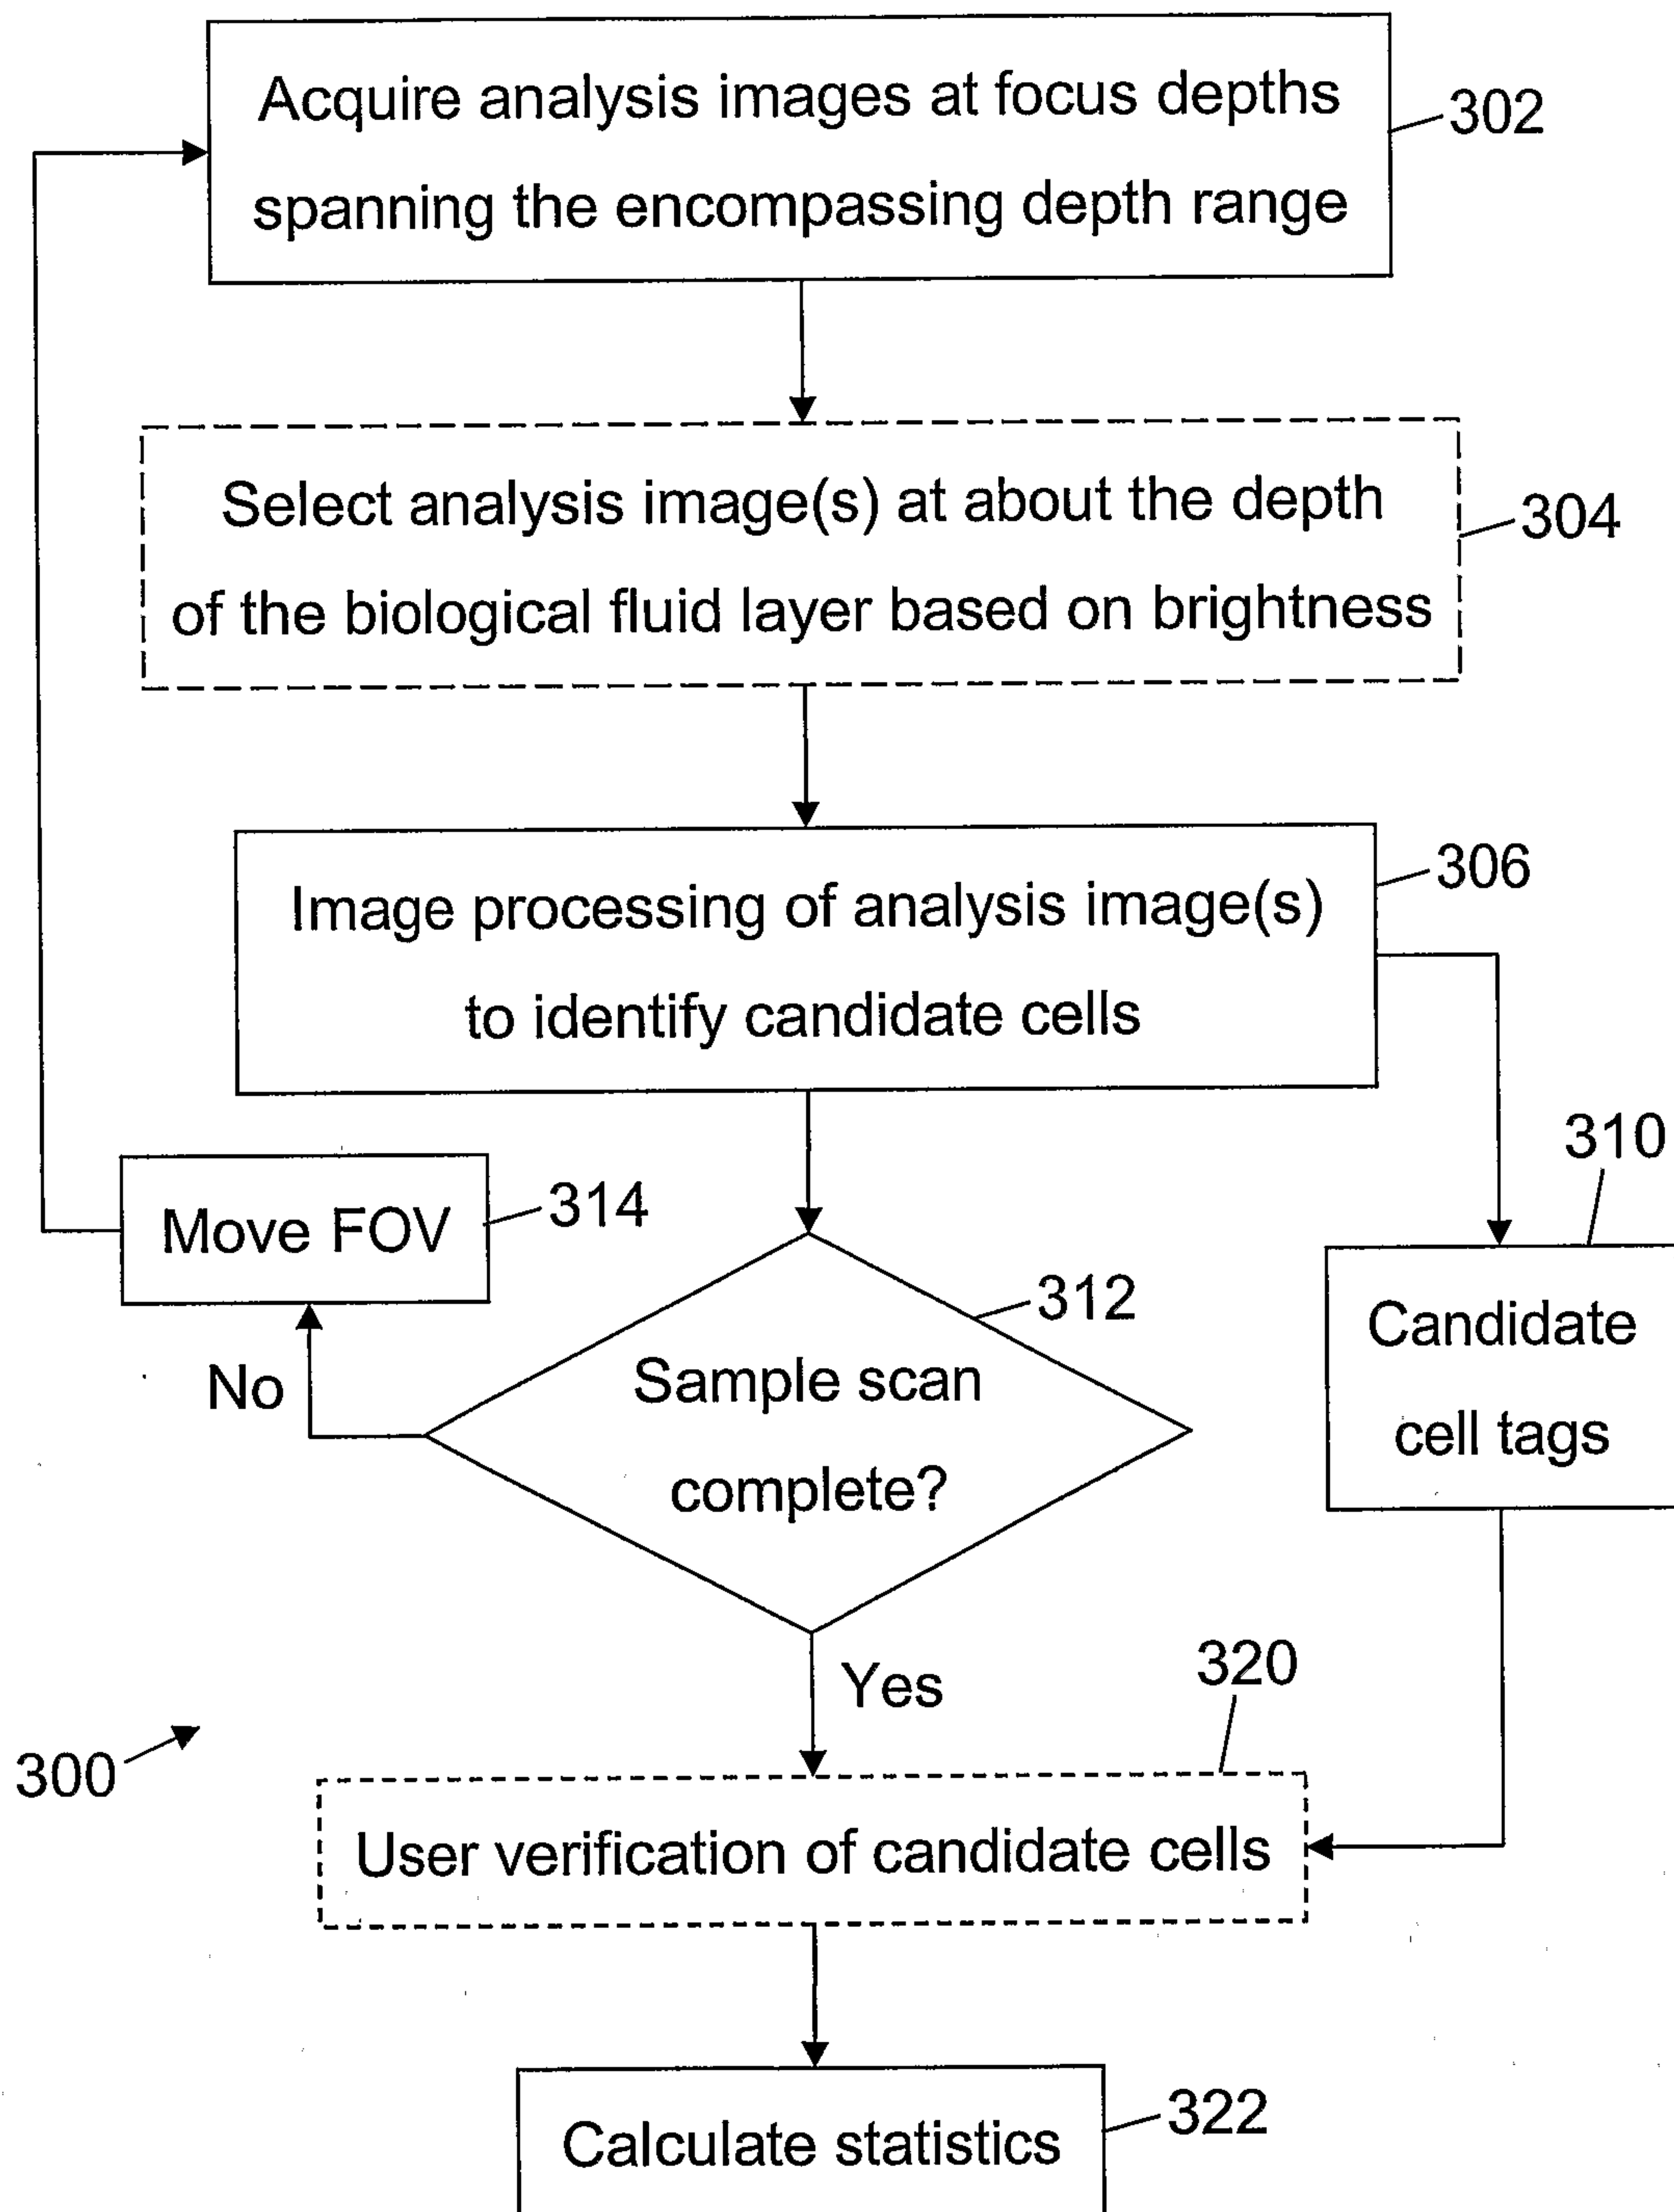 Acquire analysis images at focus depths
spanning the encompassing depth range
302
Select analysis image(s) at about the depth
of the biological fluid layer based on brightness
304
Image processing of analysis image(s)
to identify candidate cells
306
310
Move FOV
314
312
Candidate
cell tags
No
Sample scan
complete?
Yes
320
300
User verification of candidate cells
Calculate statistics
322